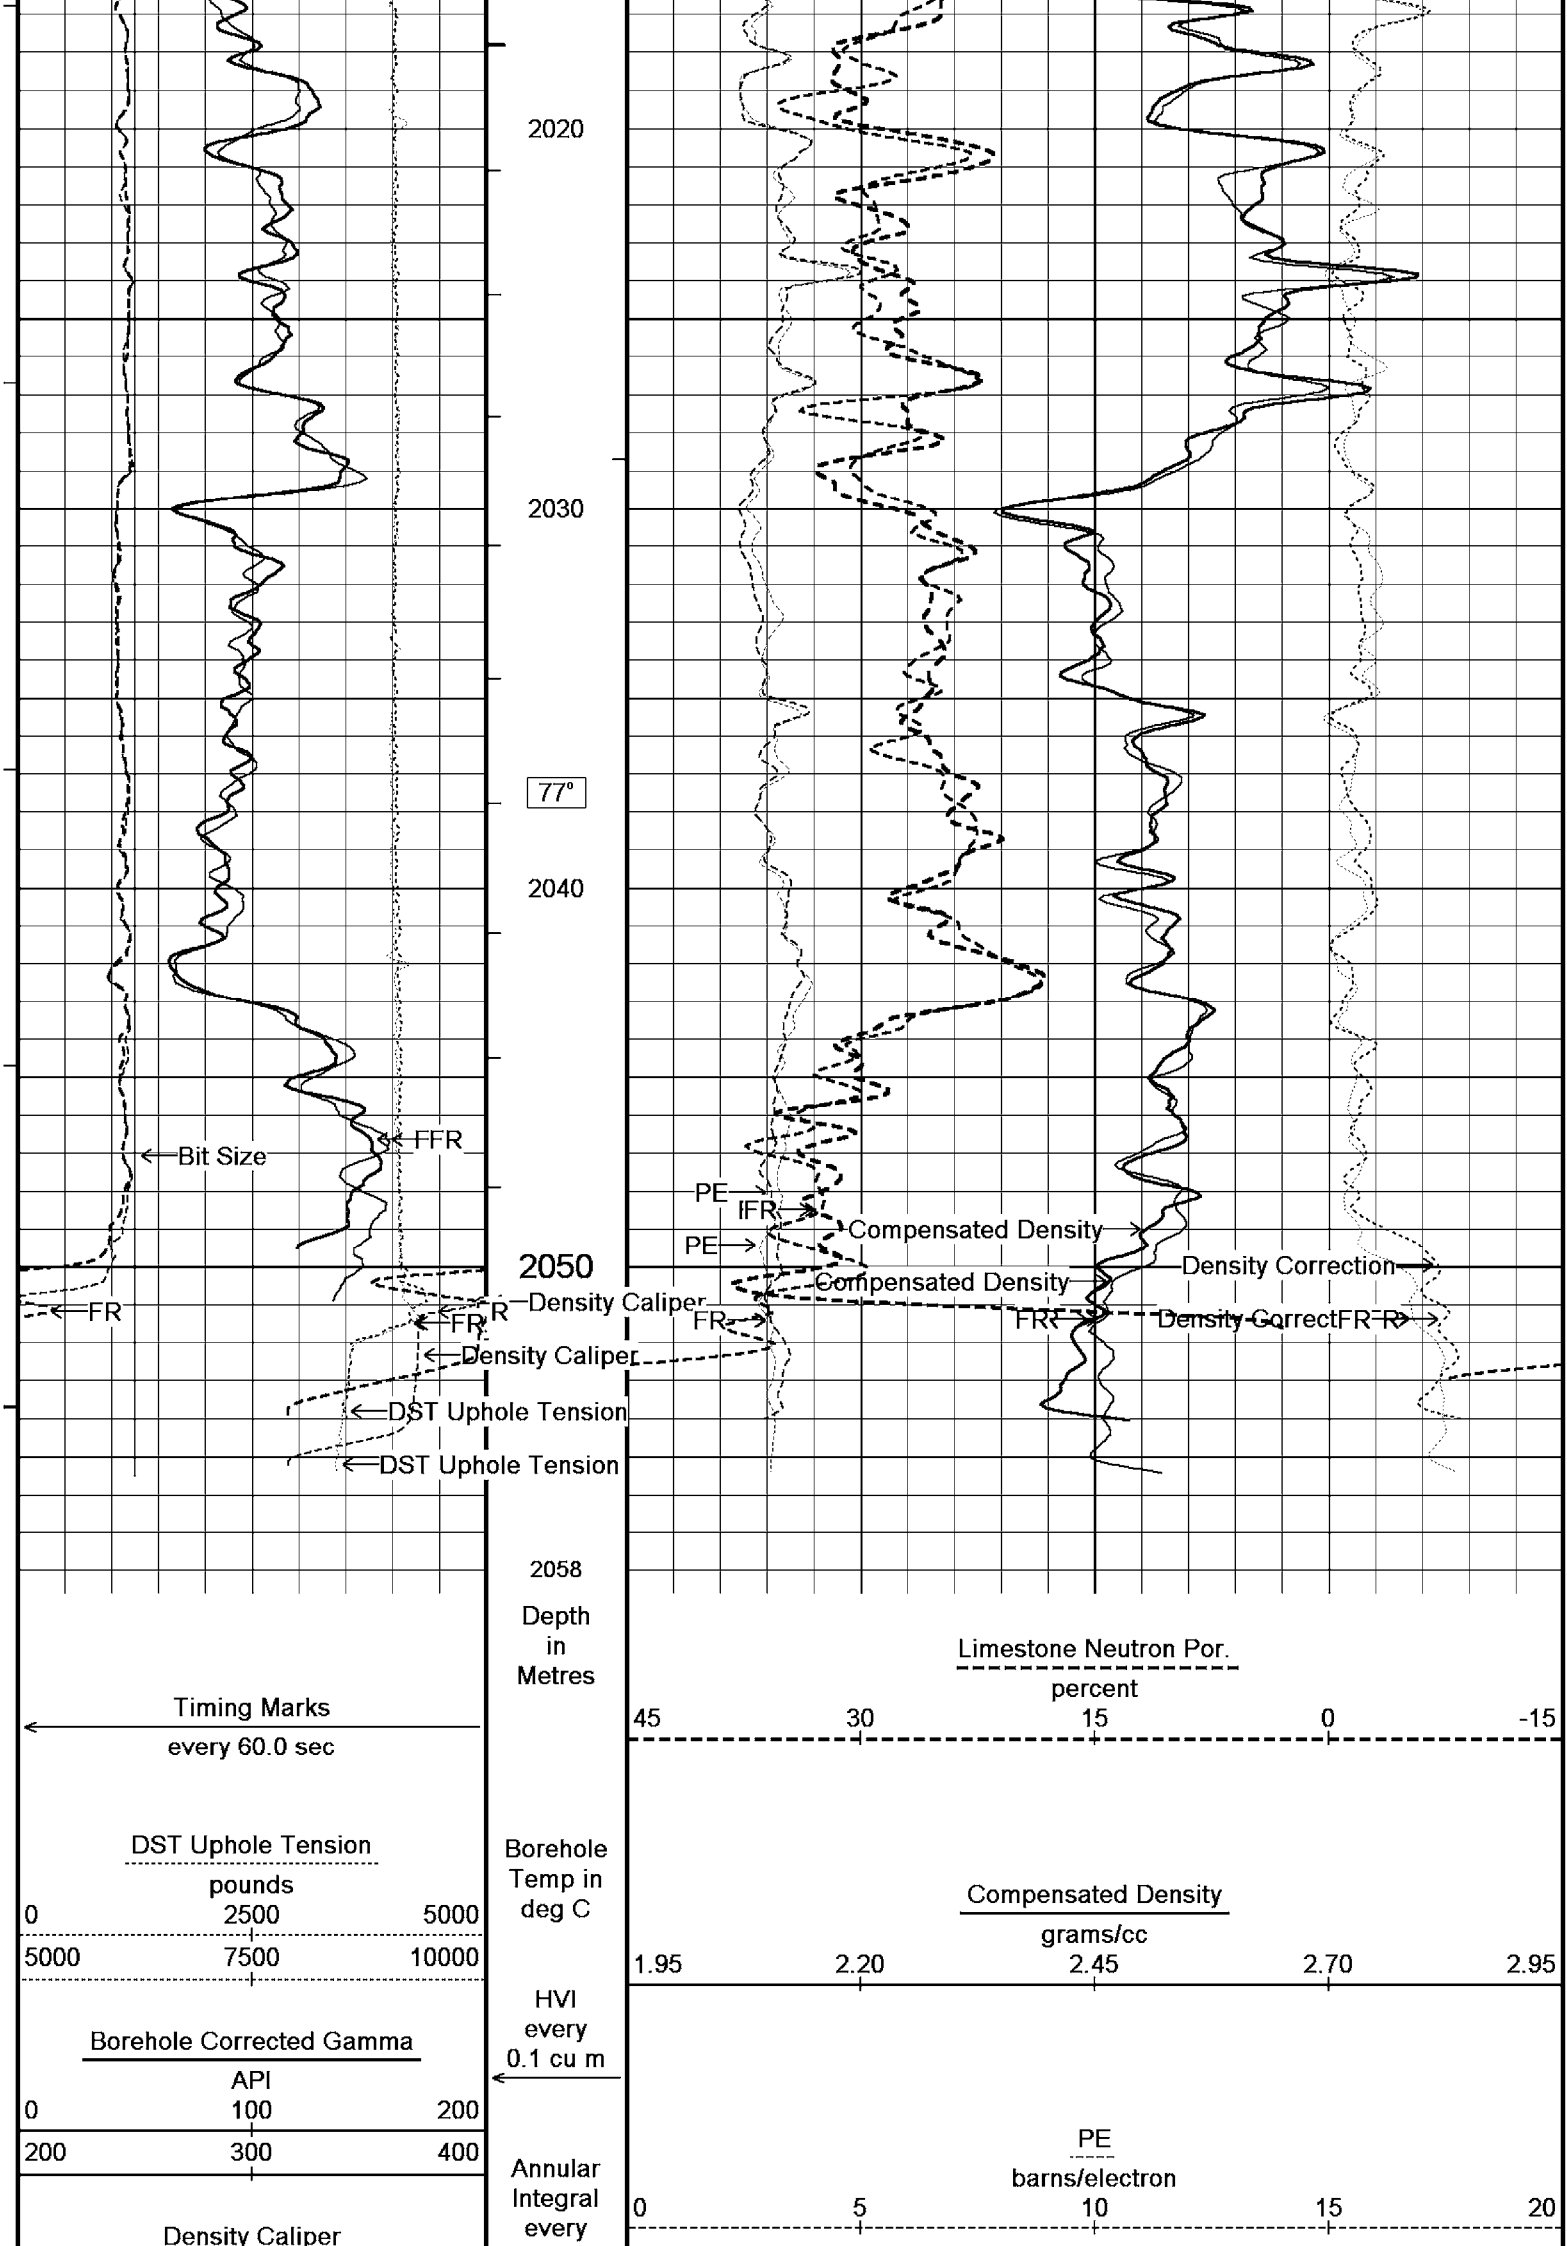 2020
2030
77°
2040
FFR
Bit Size
PE
IFR
Compensated Density
PE
2050
Density Correction
Compensated Density
Density Caliper
FR
R
FR
FR
FR
Density Correct
FR
R
Density Caliper
DST Uphole Tension
DST Uphole Tension
2058
Depth
in
Metres
Limestone Neutron Por.
percent
45 30 15 0 -15
Timing Marks
every 60.0 sec
DST Uphole Tension
pounds
0 2500 5000
5000 7500 10000
Borehole
Temp in
deg C
Compensated Density
grams/cc
1.95 2.20 2.45 2.70 2.95
HVI
every
0.1 cu m
Borehole Corrected Gamma
API
0 100 200
200 300 400
Annular
Integral
every
PE
barns/electron
0 5 10 15 20
Density Caliper